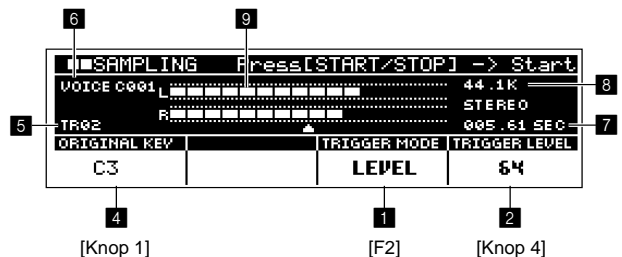 6 9
SAMPLING Press[START/STOP] -> Start
VOICE C001 L 44.1K 8
STEREO
R
5 TR02 005.61 SEC 7
ORIGINAL KEY TRIGGER MODE TRIGGER LEVEL
C3 LEVEL 64
4 1 2
[Knop 1] [F2] [Knop 4]